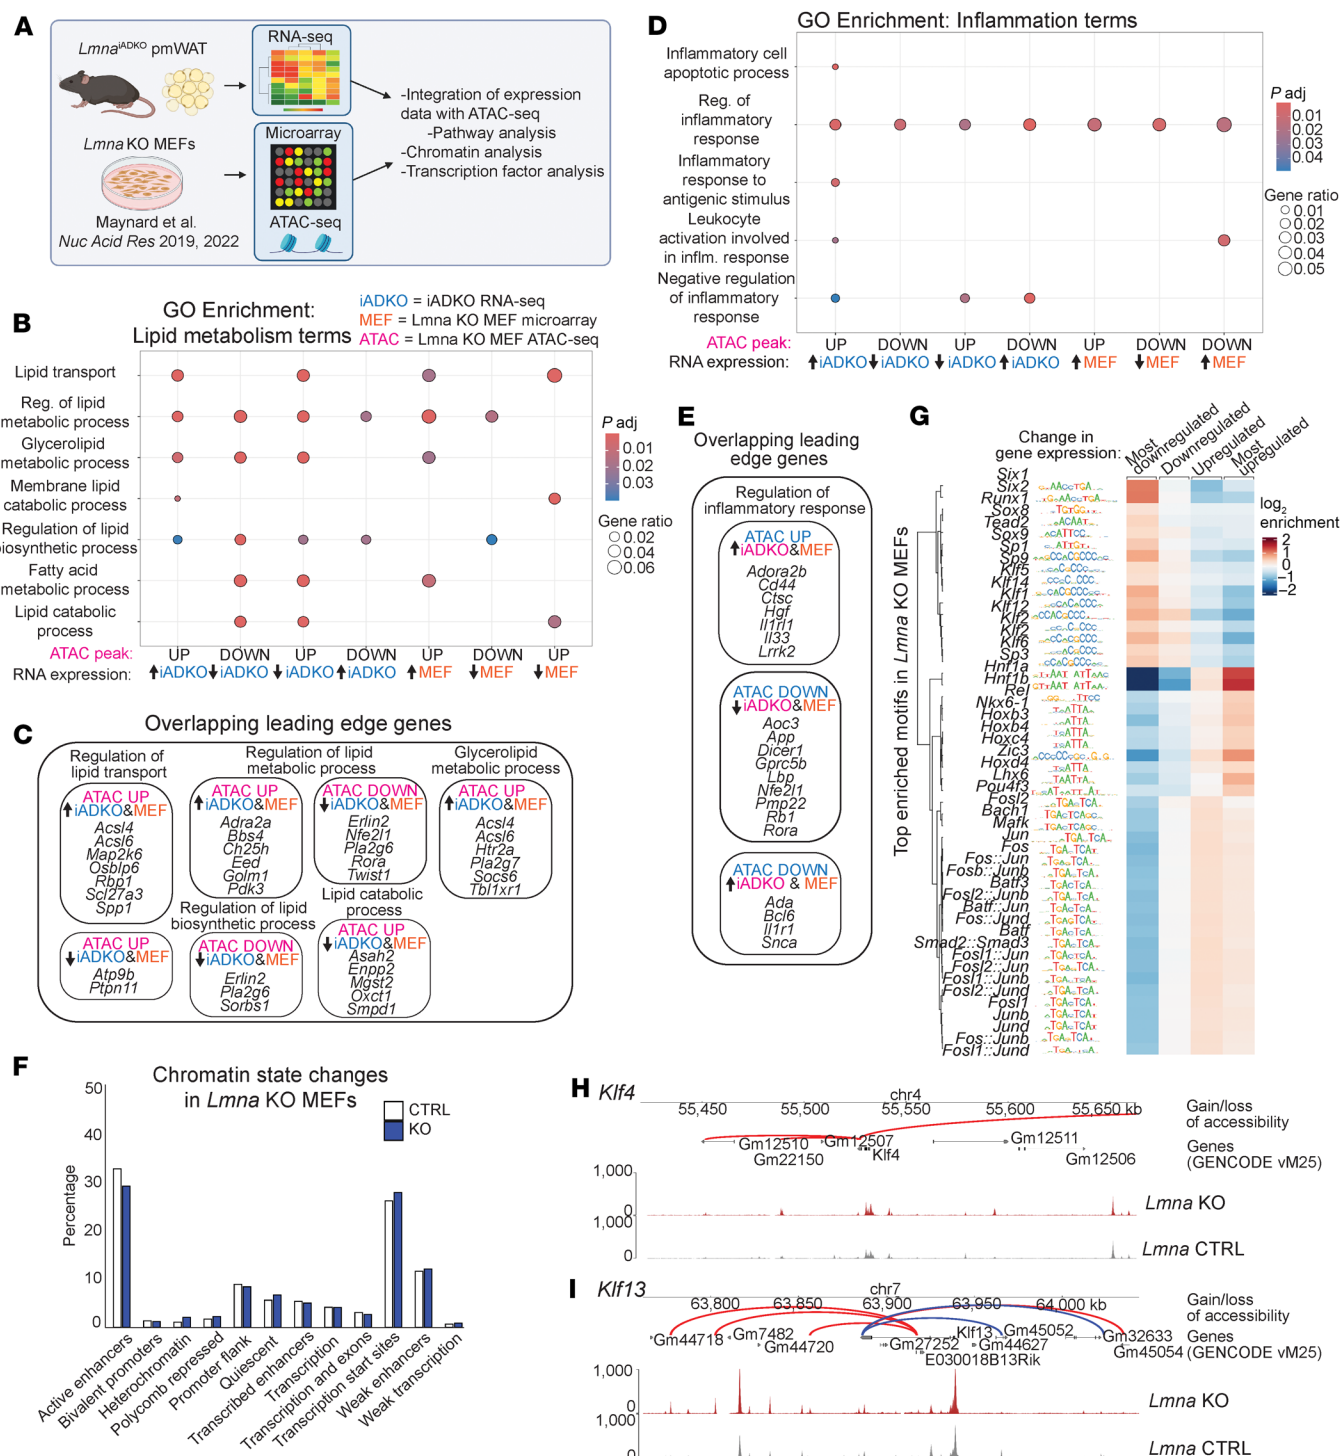 A
Lmna iADKO pmWAT
RNA-seq
Lmna KO MEFs
Microarray
ATAC-seq
Maynard et al.
Nuc Acid Res 2019, 2022
-Integration of expression
data with ATAC-seq
-Pathway analysis
-Chromatin analysis
-Transcription factor analysis
B
GO Enrichment:
Lipid metabolism terms
iADKO = iADKO RNA-seq
MEF = Lmna KO MEF microarray
ATAC = Lmna KO MEF ATAC-seq
Lipid transport
Reg. of lipid
metabolic process
Glycerolipid
metabolic process
Membrane lipid
catabolic process
Regulation of lipid
biosynthetic process
Fatty acid
metabolic process
Lipid catabolic
process
P adj
0.01
0.02
0.03
Gene ratio
0.02
0.04
0.06
ATAC peak: UP DOWN UP DOWN UP DOWN UP
RNA expression: ↑iADKO ↓iADKO ↓iADKO ↑iADKO ↑MEF ↓MEF ↓MEF
C
Overlapping leading edge genes
Regulation of
lipid transport
ATAC UP
↑iADKO&MEF
Acsl4
Acsl6
Map2k6
Osblp6
Rbp1
Scl27a3
Spp1
ATAC UP
↓iADKO&MEF
Atp9b
Ptpn11
Regulation of lipid
metabolic process
ATAC UP
↑iADKO&MEF
Adra2a
Bbs4
Ch25h
Eed
Golm1
Pdk3
ATAC DOWN
↓iADKO&MEF
Erlin2
Nfe2l1
Pla2g6
Rora
Twist1
Glycerolipid
metabolic process
ATAC UP
↑iADKO&MEF
Acsl4
Acsl6
Htr2a
Pla2g7
Socs6
Tbl1xr1
Regulation of lipid
biosynthetic process
ATAC DOWN
↓iADKO&MEF
Erlin2
Pla2g6
Sorbs1
Lipid catabolic
process
ATAC UP
↓iADKO&MEF
Asah2
Enpp2
Mgst2
Oxct1
Smpd1
D
GO Enrichment: Inflammation terms
Inflammatory cell
apoptotic process
Reg. of
inflammatory
response
Inflammatory
response to
antigenic stimulus
Leukocyte
activation involved
in inflm. response
Negative regulation
of inflammatory
response
P adj
0.01
0.02
0.03
0.04
Gene ratio
0.01
0.02
0.03
0.04
0.05
ATAC peak: UP DOWN UP DOWN UP DOWN DOWN
RNA expression: ↑iADKO ↓iADKO ↓iADKO ↑iADKO ↑MEF ↓MEF ↑MEF
E
Overlapping leading
edge genes
Regulation of
inflammatory response
ATAC UP
↑iADKO&MEF
Adora2b
Cd44
Ctsc
Hgf
Il1rl1
Il33
Lrrk2
ATAC DOWN
↓iADKO&MEF
Aoc3
App
Dicer1
Gprc5b
Lbp
Nfe2l1
Pmp22
Rb1
Rora
ATAC DOWN
↑iADKO & MEF
Ada
Bcl6
Il1r1
Snca
F
Chromatin state changes
in Lmna KO MEFs
CTRL
KO
Percentage
50
40
30
20
10
0
Active enhancers
Bivalent promoters
Heterochromatin
Polycomb repressed
Promoter flank
Quiescent
Transcribed enhancers
Transcription
Transcription and exons
Transcription start sites
Weak enhancers
Weak transcription
G
Change in
gene expression:
Most
downregulated
Downregulated
Upregulated
Most
upregulated
Top enriched motifs in Lmna KO MEFs
Six1
Six2
Runx1
Sox8
Tead2
Sox9
Sp1
Sp9
Klf5
Klf14
Klf1
Klf12
Klf2
Klf2
Klf6
Sp3
Hnf1a
Hnf1b
Rel
Nkx6-1
Hoxb3
Hoxb4
Hoxc4
Zic3
Hoxd4
Lhx6
Pou4f3
Fosl2
Bach1
Mafk
Jun
Fos
Fos::Jun
Fosb::Junb
Batf3
Fosl2::Junb
Batf::Jun
Fos::Jund
Batf
Smad2::Smad3
Fosl1::Jun
Fosl2::Jun
Fosl1::Junb
Fosl2::Jund
Fosl1
Junb
Jund
Fos::Junb
Fosl1::Jund
log2
enrichment
2
1
0
−1
−2
H
Klf4
chr4
55,450 55,500 55,550 55,600 55,650 kb
Gain/loss
of accessibility
Gm12510 Gm12507 Gm12511
Gm22150 Klf4 Gm12506
Genes
(GENCODE vM25)
1,000
0
Lmna KO
1,000
0
Lmna CTRL
I
Klf13
chr7
63,800 63,850 63,900 63,950 64,000 kb
Gain/loss
of accessibility
Gm44718 Gm7482 Klf13 Gm45052 Gm32633
Gm44720 Gm27252 Gm44627 Gm45054
E030018B13Rik
Genes
(GENCODE vM25)
1,000
0
Lmna KO
1,000
0
Lmna CTRL